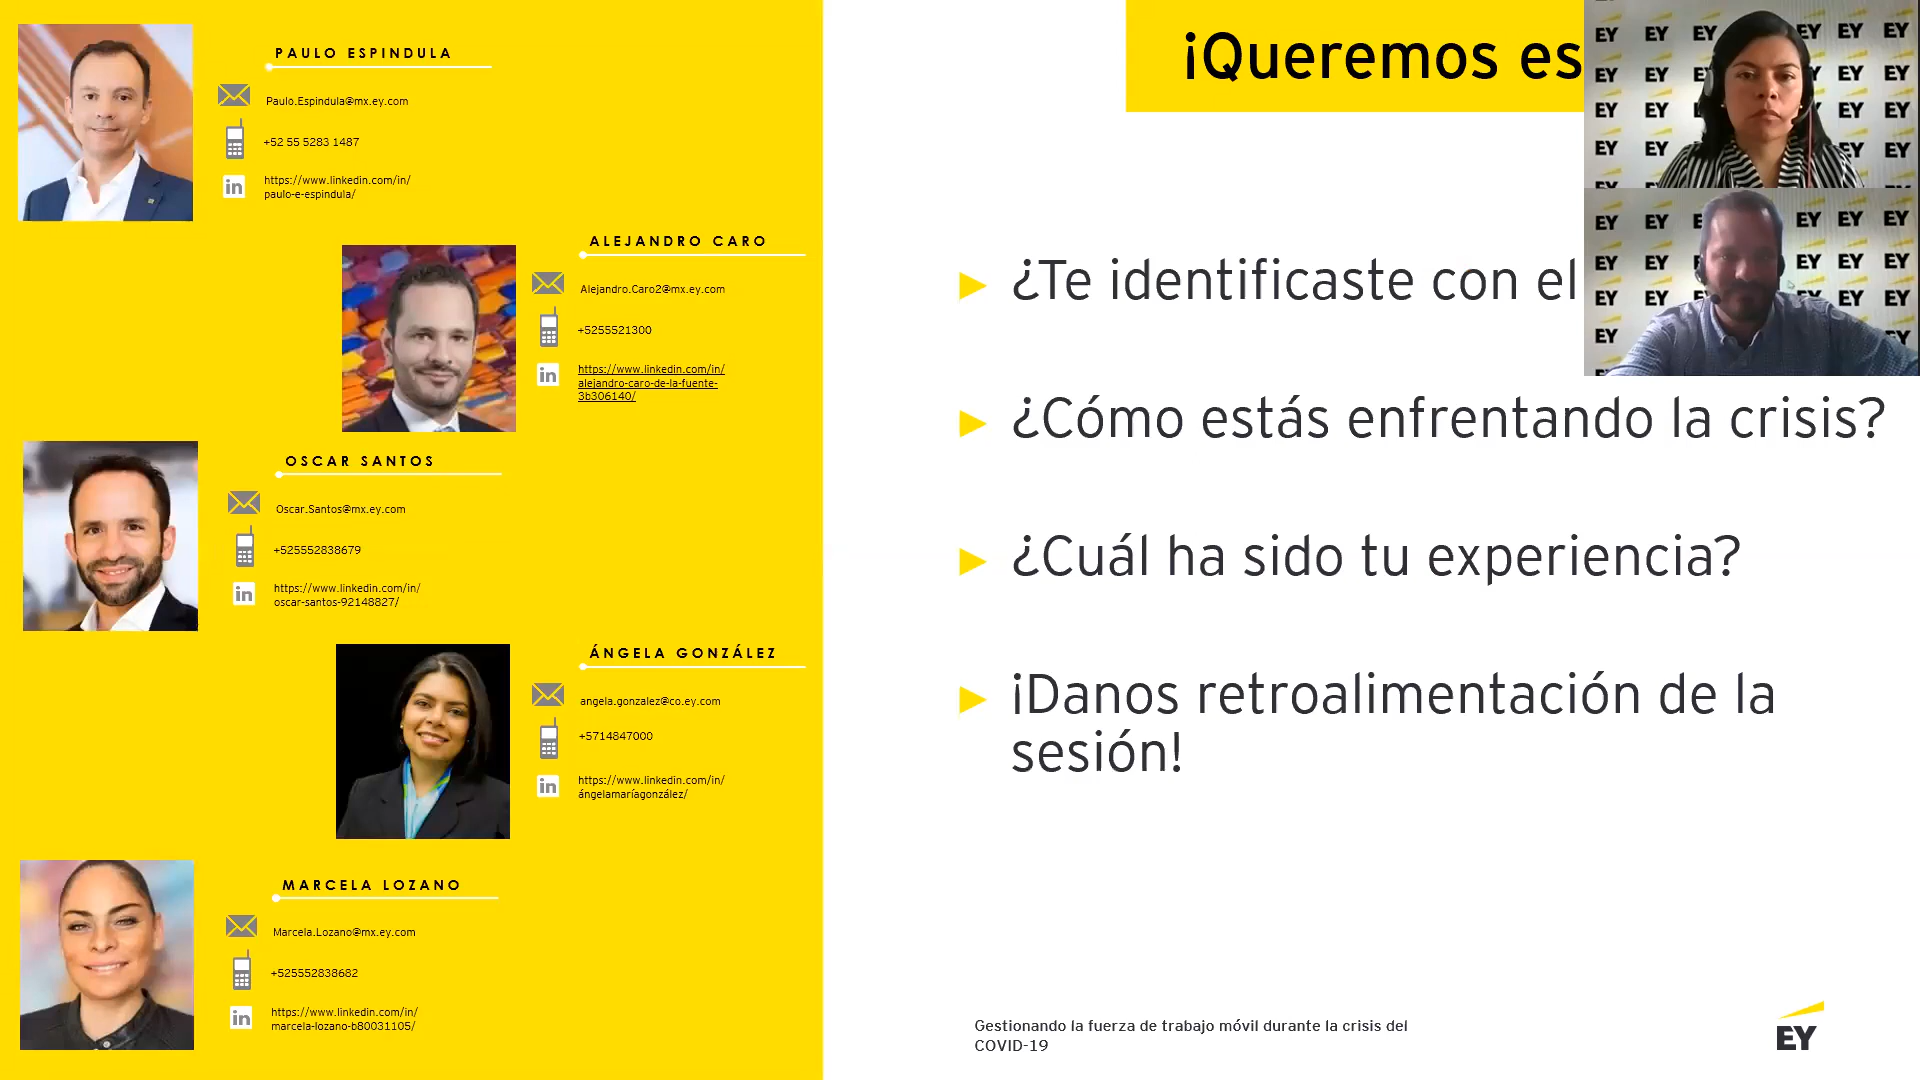 PAULO ESPINDULA
Paulo.Espindula@mx.ey.com
+52 55 5283 1487
https://www.linkedin.com/in/
paulo-e-espindula/
ALEJANDRO CARO
Alejandro.Caro2@mx.ey.com
+5255521300
https://www.linkedin.com/in/
alejandro-caro-de-la-fuente-
3b306140/
OSCAR SANTOS
Oscar.Santos@mx.ey.com
+525552838679
https://www.linkedin.com/in/
oscar-santos-92148827/
ÁNGELA GONZÁLEZ
angela.gonzalez@co.ey.com
+5714847000
https://www.linkedin.com/in/
ángelamaríagonzález/
MARCELA LOZANO
Marcela.Lozano@mx.ey.com
+525552838682
https://www.linkedin.com/in/
marcela-lozano-b80031105/
¡Queremos es
¿Te identificaste con el
¿Cómo estás enfrentando la crisis?
¿Cuál ha sido tu experiencia?
¡Danos retroalimentación de la
sesión!
Gestionando la fuerza de trabajo móvil durante la crisis del
COVID-19
EY